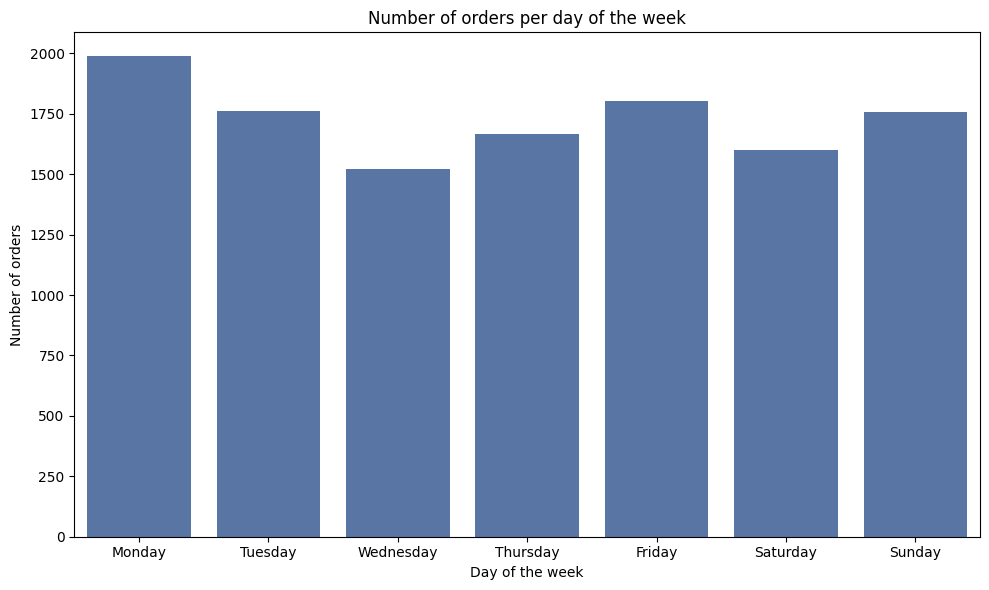 Number of orders per day of the week
Number of orders
2000
1750
1500
1250
1000
750
500
250
0
Monday Tuesday Wednesday Thursday Friday Saturday Sunday
Day of the week